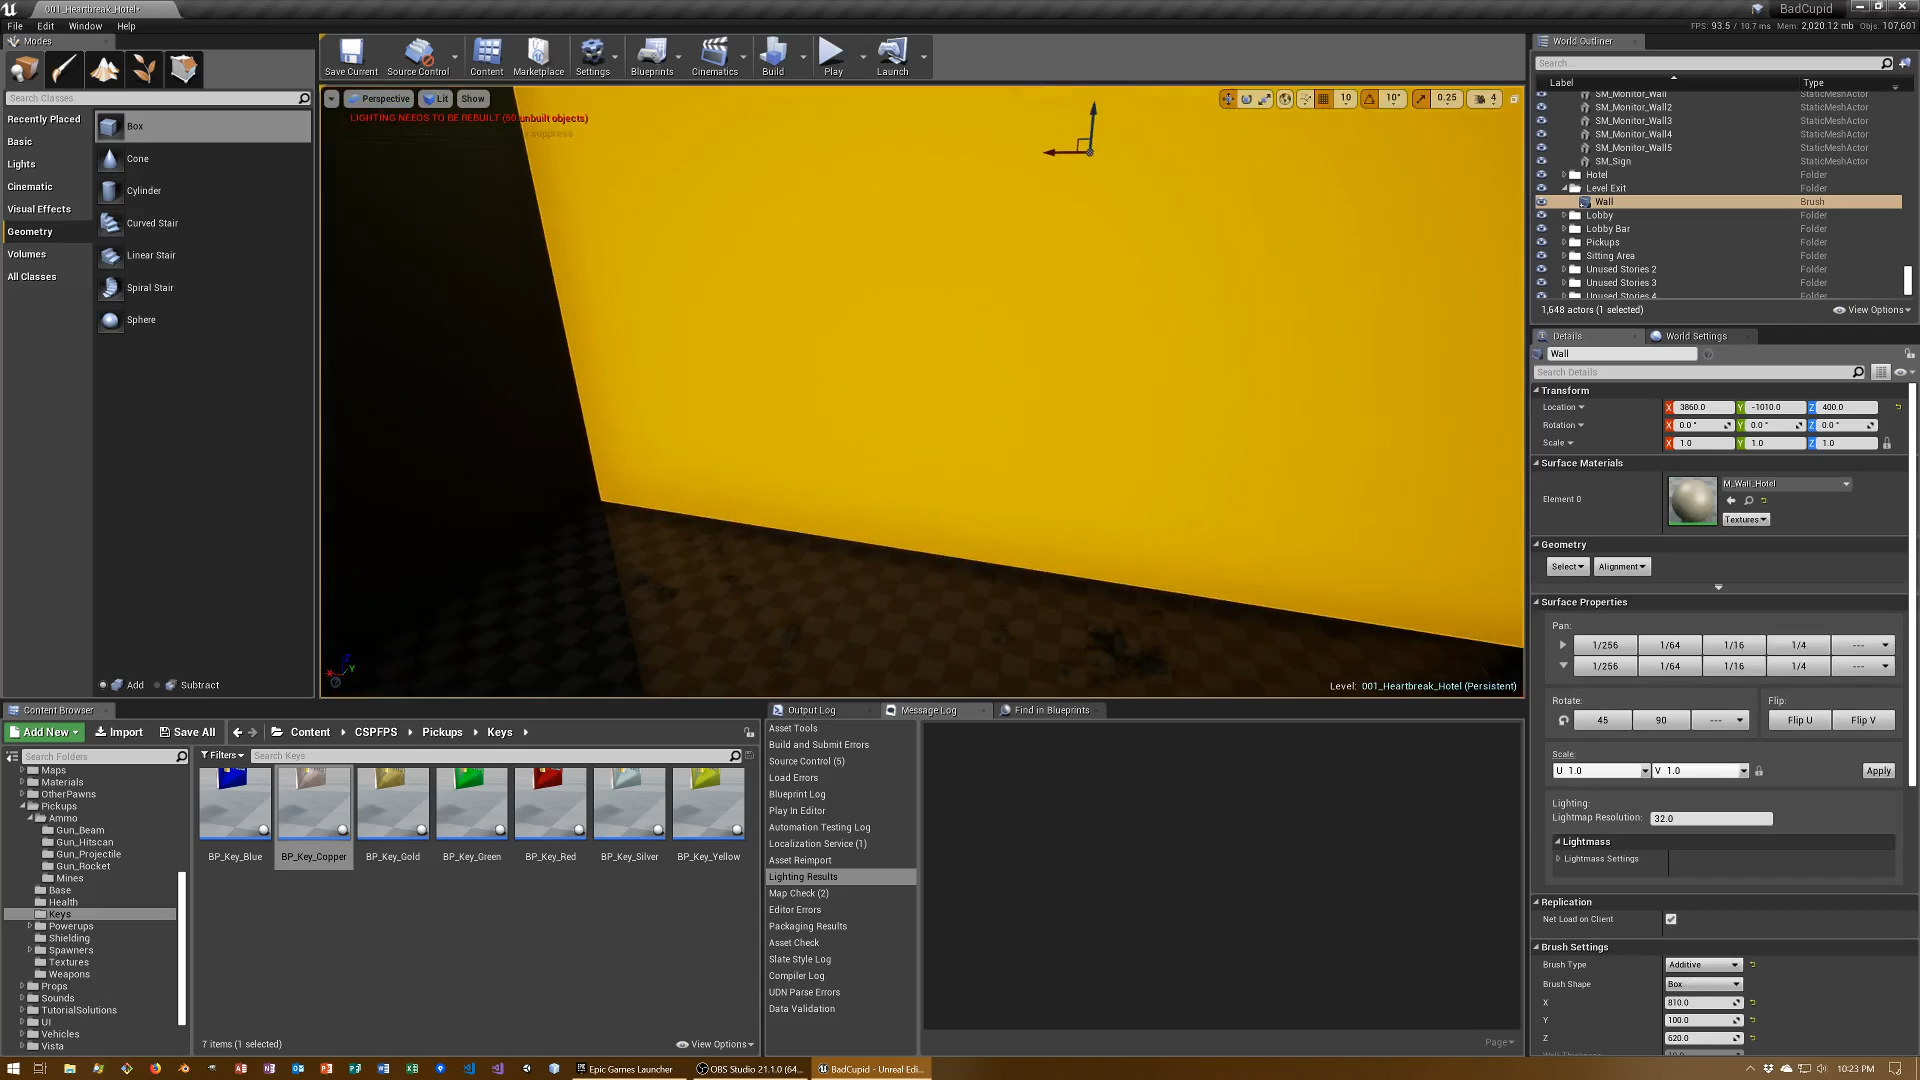 001_Heartbreak_Hotel*
BadCupid
File Edit Window Help
FPS: 93.5 / 10.7 ms Mem: 2,020.12 mb Objs: 107,601
Modes
Save Current
Source Control
Content
Marketplace
Settings
Blueprints
Cinematics
Build
Play
Launch
Search Classes
Recently Placed
Basic
Lights
Cinematic
Visual Effects
Geometry
Volumes
All Classes
Box
Cone
Cylinder
Curved Stair
Linear Stair
Spiral Stair
Sphere
Add Subtract
Perspective Lit Show
10 10° 0.25 4
LIGHTING NEEDS TO BE REBUILT (60 unbuilt objects)
Level: 001_Heartbreak_Hotel (Persistent)
World Outliner
Search...
Label Type
SM_Monitor_Wall StaticMeshActor
SM_Monitor_Wall2 StaticMeshActor
SM_Monitor_Wall3 StaticMeshActor
SM_Monitor_Wall4 StaticMeshActor
SM_Monitor_Wall5 StaticMeshActor
SM_Sign StaticMeshActor
Hotel Folder
Level Exit Folder
Wall Brush
Lobby Folder
Lobby Bar Folder
Pickups Folder
Sitting Area Folder
Unused Stories 2 Folder
Unused Stories 3 Folder
Unused Stories 4 Folder
1,648 actors (1 selected) View Options
Details World Settings
Wall
Search Details
Transform
Location X 3860.0 Y -1010.0 Z 400.0
Rotation X 0.0 ° Y 0.0 ° Z 0.0 °
Scale X 1.0 Y 1.0 Z 1.0
Surface Materials
Element 0
M_Wall_Hotel
Textures
Geometry
Select Alignment
Surface Properties
Pan:
1/256 1/64 1/16 1/4 ---
1/256 1/64 1/16 1/4 ---
Rotate: Flip:
45 90 --- Flip U Flip V
Scale:
U 1.0 V 1.0 Apply
Lighting:
Lightmap Resolution: 32.0
Lightmass
Lightmass Settings
Replication
Net Load on Client
Brush Settings
Brush Type Additive
Brush Shape Box
X 810.0
Y 100.0
Z 620.0
Content Browser
Add New Import Save All Content CSPFPS Pickups Keys
Search Folders
Filters Search Keys
Maps
Materials
OtherPawns
Pickups
Ammo
Gun_Beam
Gun_Hitscan
Gun_Projectile
Gun_Rocket
Mines
Base
Health
Keys
Powerups
Shielding
Spawners
Textures
Weapons
Props
Sounds
TutorialSolutions
UI
Vehicles
Vista
BP_Key_Blue BP_Key_Copper BP_Key_Gold BP_Key_Green BP_Key_Red BP_Key_Silver BP_Key_Yellow
7 items (1 selected) View Options
Output Log Message Log Find in Blueprints
Asset Tools
Build and Submit Errors
Source Control (5)
Load Errors
Blueprint Log
Play In Editor
Automation Testing Log
Localization Service (1)
Asset Reimport
Lighting Results
Map Check (2)
Editor Errors
Packaging Results
Asset Check
Slate Style Log
Compiler Log
UDN Parse Errors
Data Validation
Page
Epic Games Launcher
OBS Studio 21.1.0 (64...
BadCupid - Unreal Edi...
10:23 PM